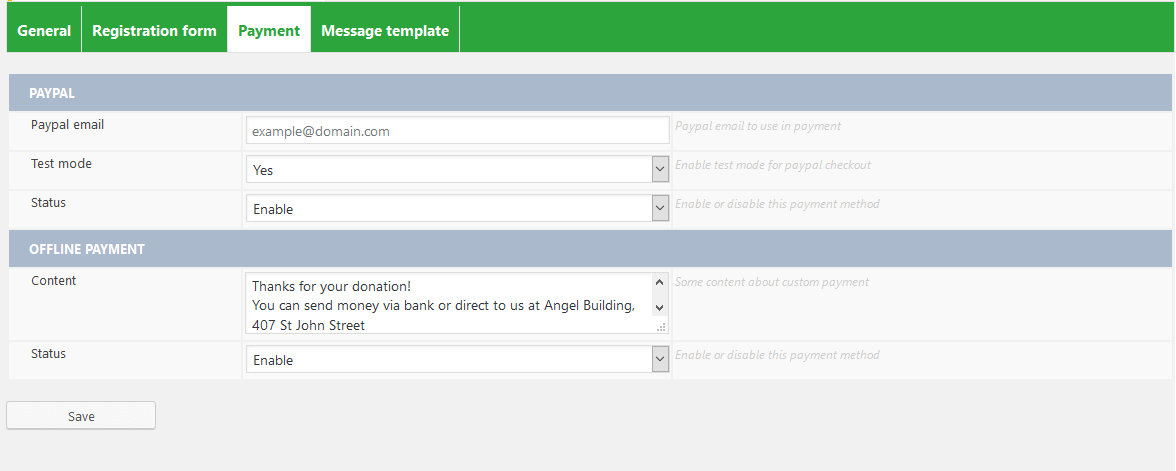 General Registration form Payment Message template
PAYPAL
Paypal email example@domain.com Paypal email to use in payment
Test mode Yes Enable test mode for paypal checkout
Status Enable Enable or disable this payment method
OFFLINE PAYMENT
Content Thanks for your donation! Some content about custom payment
You can send money via bank or direct to us at Angel Building,
407 St John Street
Status Enable Enable or disable this payment method
Save